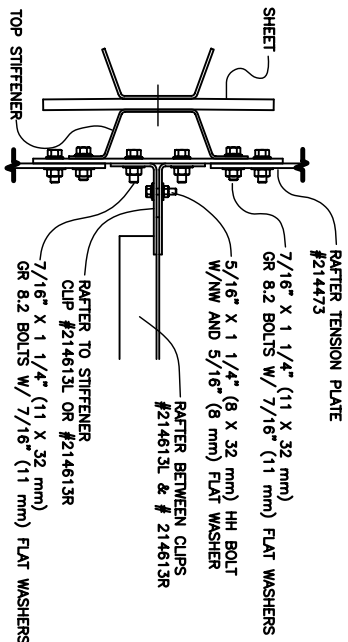 SHEET
TOP STIFFENER
RAFTER TENSION PLATE
#214473
7/16" X 1 1/4" (11 X 32 mm)
GR 8.2 BOLTS W/ 7/16" (11 mm) FLAT WASHERS
5/16" X 1 1/4" (8 X 32 mm) HH BOLT
W/NW AND 5/16" (8 mm) FLAT WASHER
RAFTER BETWEEN CLIPS
#214613L & # 214613R
RAFTER TO STIFFENER
CLIP #214613L OR #214613R
7/16" X 1 1/4" (11 X 32 mm)
GR 8.2 BOLTS W/ 7/16" (11 mm) FLAT WASHERS